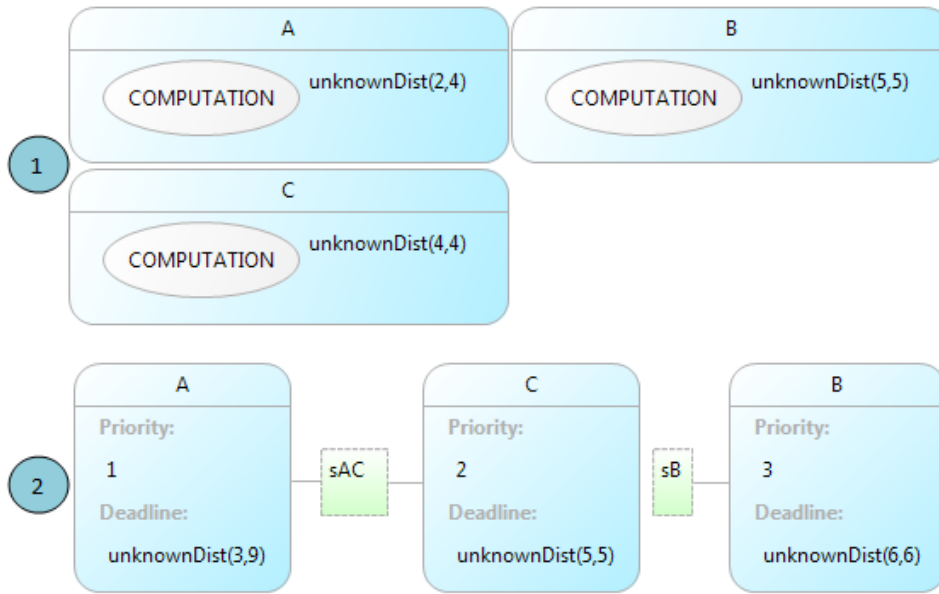 A
COMPUTATION
unknownDist(2,4)
B
COMPUTATION
unknownDist(5,5)
1
C
COMPUTATION
unknownDist(4,4)
2
A
Priority:
1
Deadline:
unknownDist(3,9)
sAC
C
Priority:
2
Deadline:
unknownDist(5,5)
sB
B
Priority:
3
Deadline:
unknownDist(6,6)